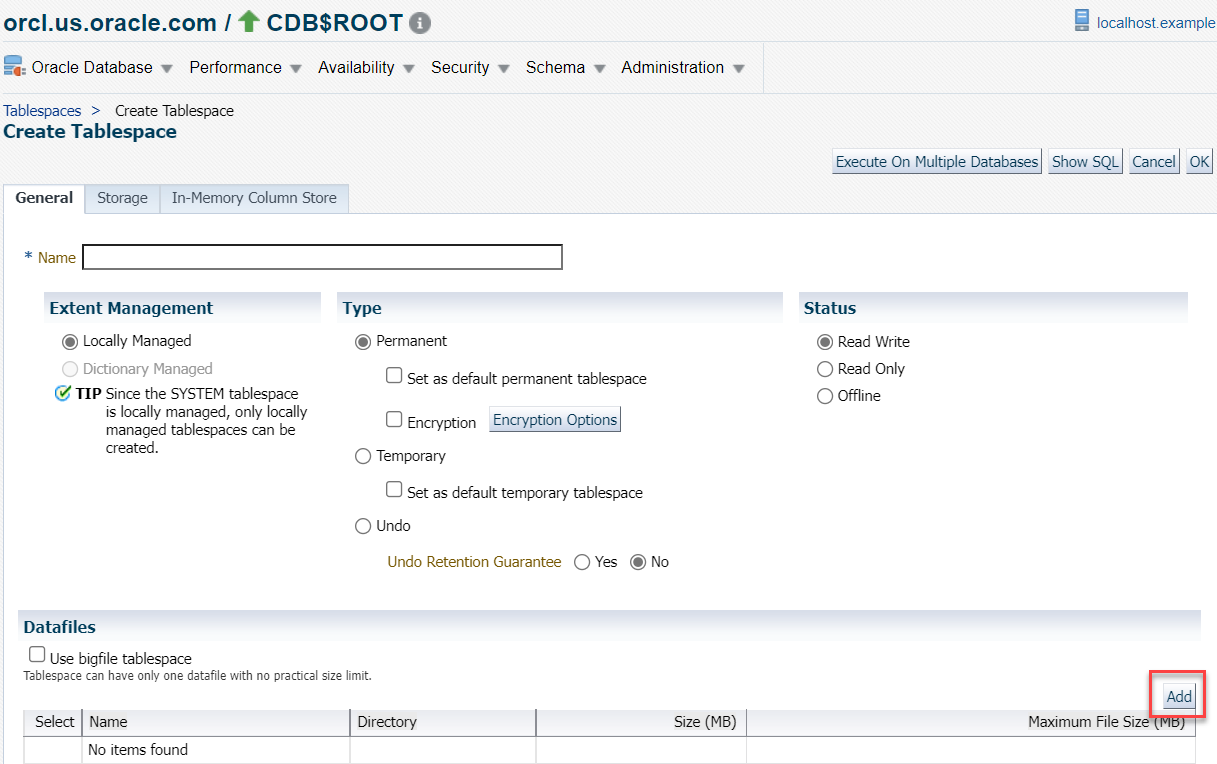 orcl.us.oracle.com / CDB$ROOT
localhost.example
Oracle Database Performance Availability Security Schema Administration
Tablespaces > Create Tablespace
Create Tablespace
Execute On Multiple Databases Show SQL Cancel OK
General Storage In-Memory Column Store
* Name
Extent Management
Locally Managed
Dictionary Managed
TIP Since the SYSTEM tablespace
is locally managed, only locally
managed tablespaces can be
created.
Type
Permanent
Set as default permanent tablespace
Encryption Encryption Options
Temporary
Set as default temporary tablespace
Undo
Undo Retention Guarantee Yes No
Status
Read Write
Read Only
Offline
Datafiles
Use bigfile tablespace
Tablespace can have only one datafile with no practical size limit.
Add
Select Name Directory Size (MB) Maximum File Size (MB)
No items found